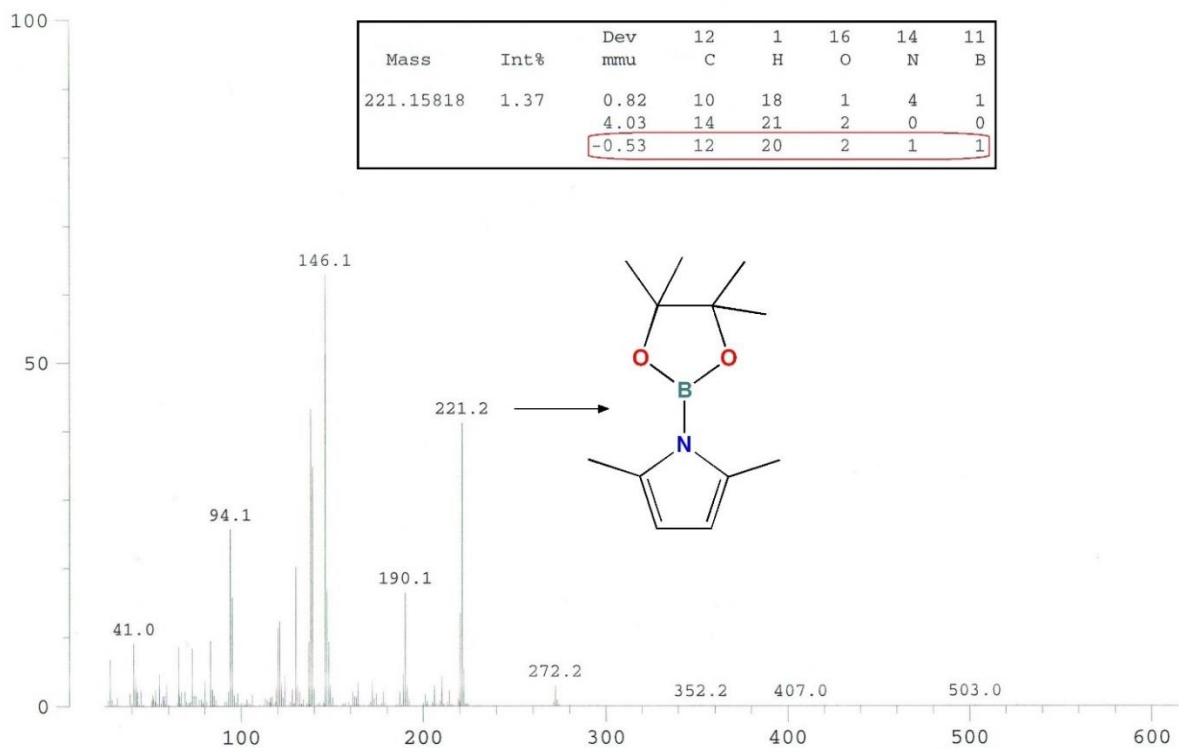 100
Dev 12 1 16 14 11
Mass Int% mmu C H O N B
221.15818 1.37 0.82 10 18 1 4 1
4.03 14 21 2 0 0
-0.53 12 20 2 1 1
146.1
O O
B
50
221.2
N
94.1
190.1
41.0
272.2
352.2 407.0 503.0
0
100 200 300 400 500 600